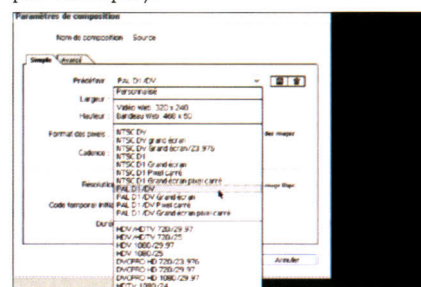 Paramètres de composition
Nom de composition Source
Simple Avancé
Prédéfinir PAL D1/DV
Personnalisé
Largeur :
Vidéo Web 320 x 240
Hauteur : Bandeau Web 468 x 60
Format des pixels :
NTSC DV
NTSC DV grand écran
NTSC DV Grand écran/23.976
Cadence :
NTSC D1
NTSC D1 Grand écran
NTSC D1 Pixel carré
NTSC D1 Grand écran pixel carré
Résolution
PAL D1/DV
PAL D1/DV Grand écran
Code temporel initial
PAL D1/DV Pixel carré
PAL D1/DV Grand écran pixel carré
HDV/HDTV 720/29.97
HDV/HDTV 720/25
HDV 1080/29.97
HDV 1080/25
DVCPRO HD 720/23.976
Annuler
DVCPRO HD 720/29.97
DVCPRO HD 1080/29.97
HDTV 1080/24